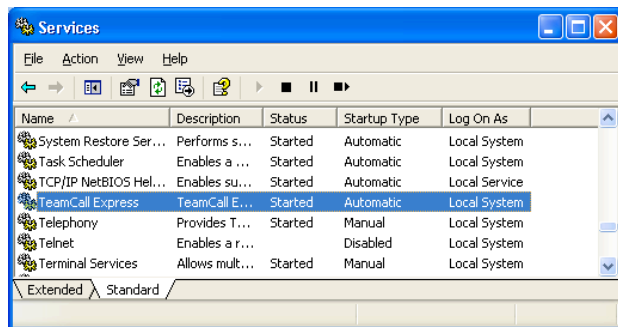 Services
File Action View Help
Name Description Status Startup Type Log On As
System Restore Ser... Performs s... Started Automatic Local System
Task Scheduler Enables a ... Started Automatic Local System
TCP/IP NetBIOS Hel... Enables su... Started Automatic Local Service
TeamCall Express TeamCall E... Started Automatic Local System
Telephony Provides T... Started Manual Local System
Telnet Enables a r... Disabled Local System
Terminal Services Allows mult... Started Manual Local System
Extended Standard